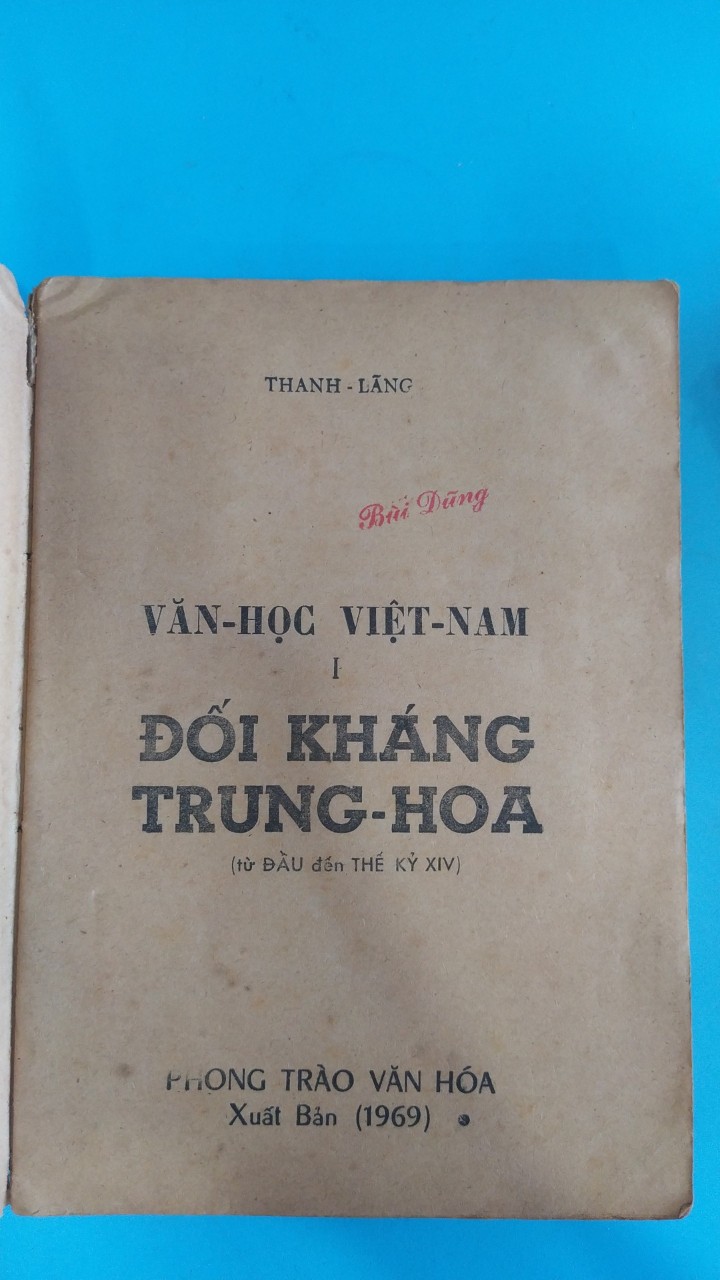 THANH - LÃNG
Bùi Dũng
VĂN-HỌC VIỆT-NAM
I
ĐỐI KHÁNG
TRUNG-HOA
(từ ĐẦU đến THẾ KỶ XIV)
PHONG TRÀO VĂN HÓA
Xuất Bản (1969)